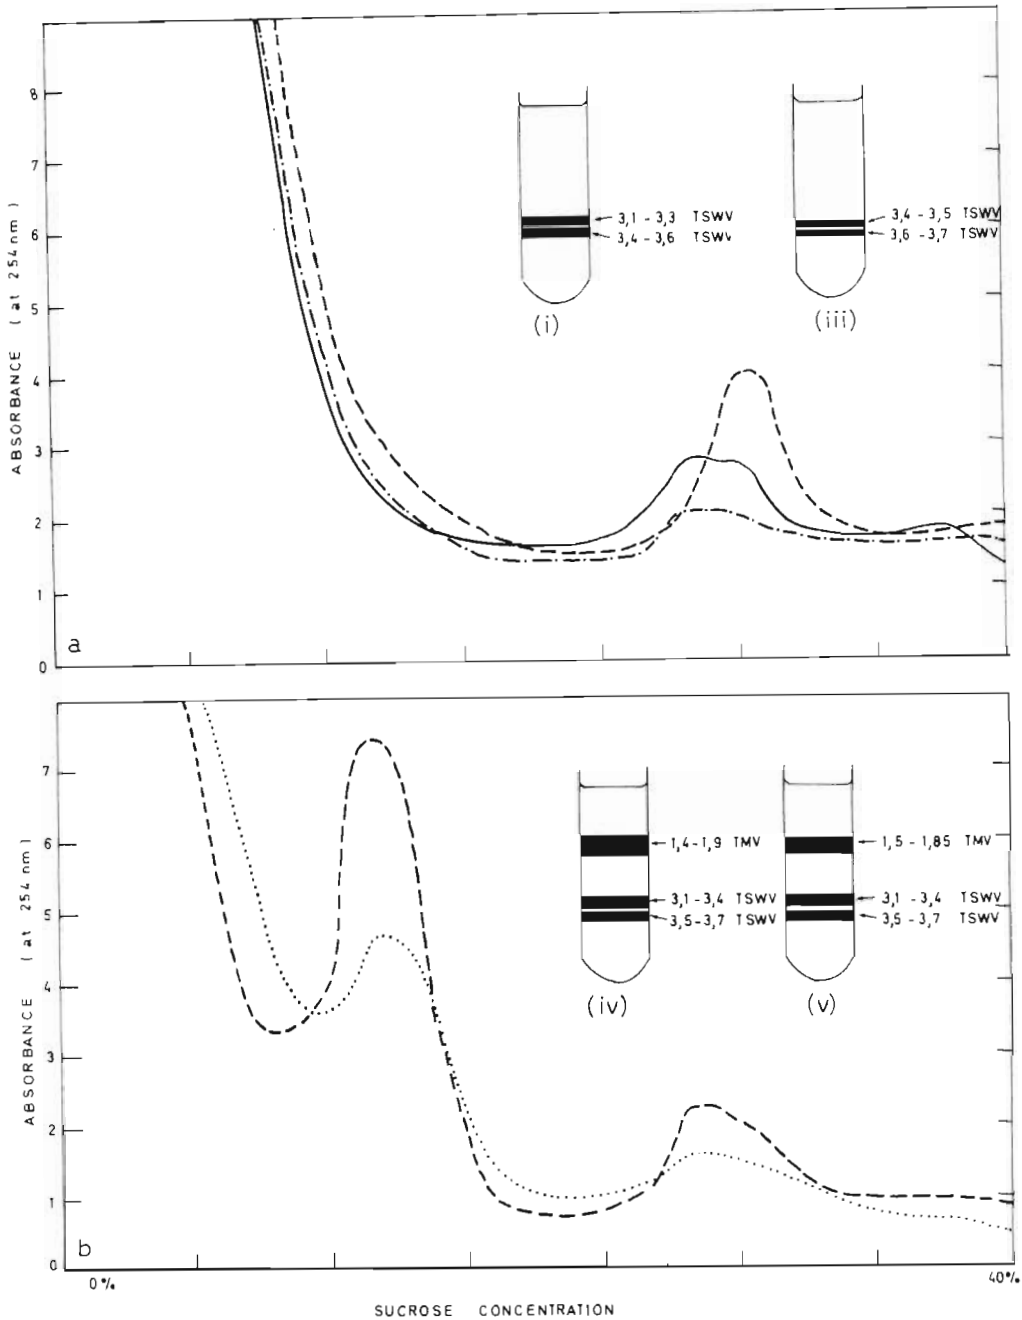 8
7
6
5
4
3
2
1
0
ABSORBANCE (at 254nm)
3,1 - 3,3 TSWV
3,4 - 3,6 TSWV
(i)
3,4 - 3,5 TSWV
3,6 - 3,7 TSWV
(iii)
a
7
6
5
4
3
2
1
0
ABSORBANCE (at 254nm)
1,4-1,9 TMV
3,1-3,4 TSWV
3,5-3,7 TSWV
(iv)
1,5 - 1,85 TMV
3,1 - 3,4 TSWV
3,5 - 3,7 TSWV
(v)
b
0% 40%
SUCROSE CONCENTRATION